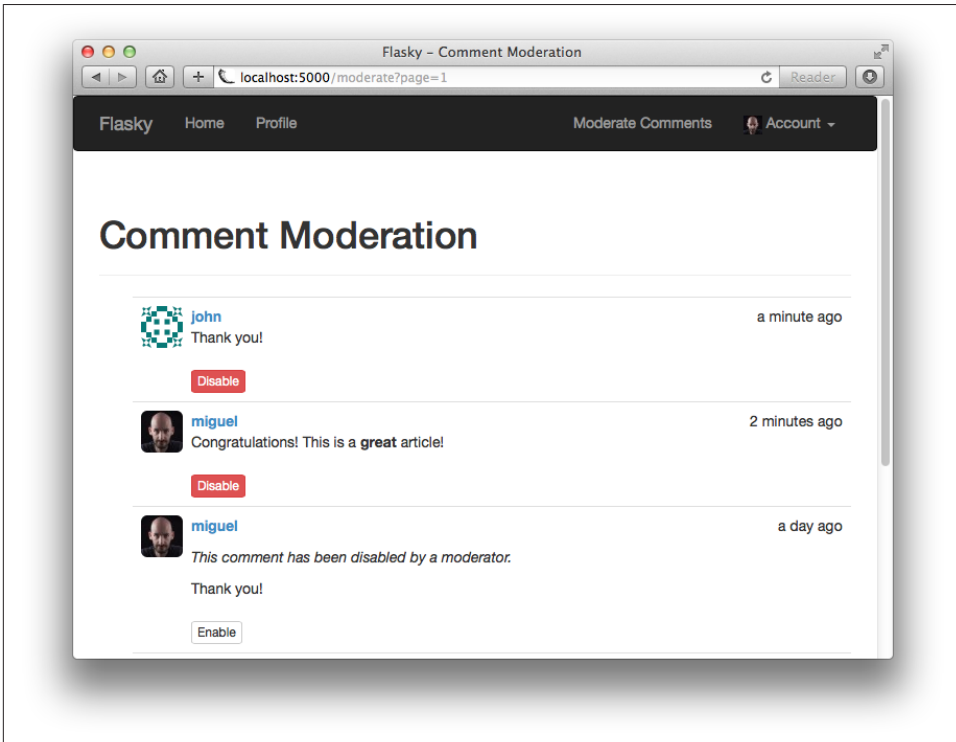 Flasky – Comment Moderation
localhost:5000/moderate?page=1
Reader
Flasky Home Profile Moderate Comments Account
Comment Moderation
john a minute ago
Thank you!
Disable
miguel 2 minutes ago
Congratulations! This is a great article!
Disable
miguel a day ago
This comment has been disabled by a moderator.
Thank you!
Enable